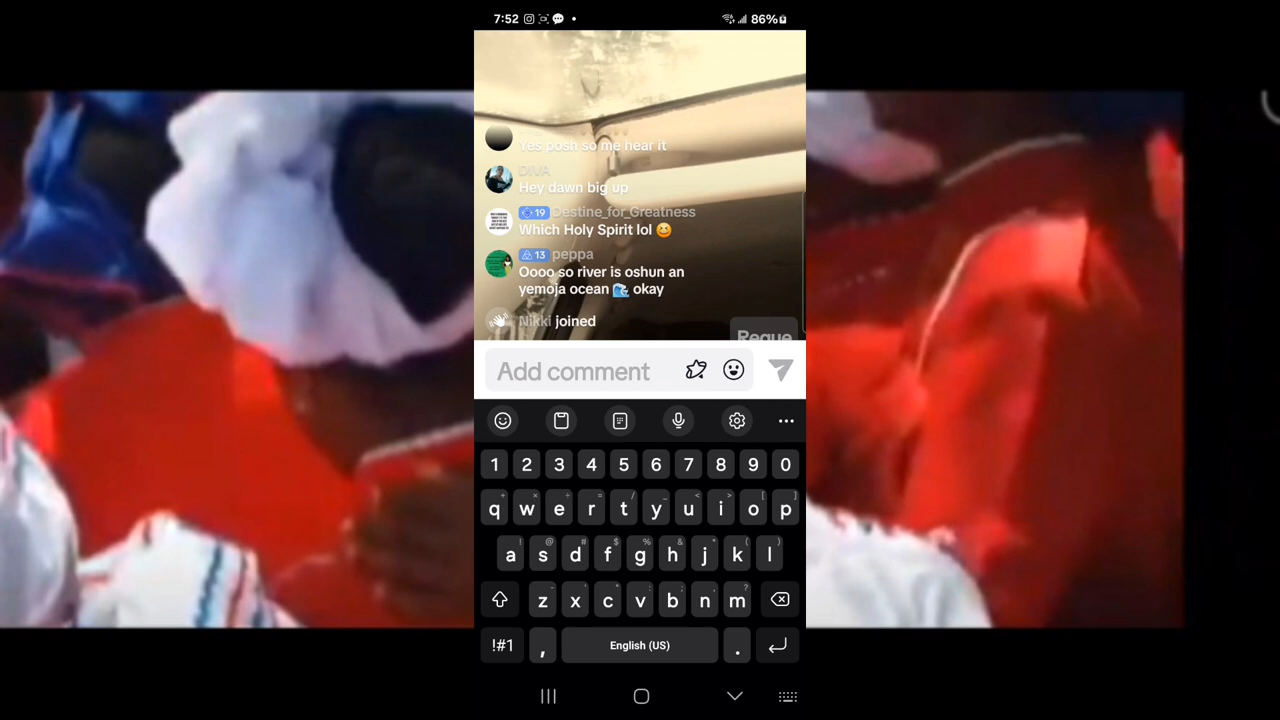 7:52
86%
Yes posh so me hear it
DIVA
Hey dawn big up
19 Destine_for_Greatness
Which Holy Spirit lol 😆
13 peppa
Oooo so river is oshun an
yemoja ocean 🌊 okay
Nikki joined
Reque
Add comment
1 2 3 4 5 6 7 8 9 0
q w e r t y u i o p
a s d f g h j k l
z x c v b n m
!#1 , English (US) .